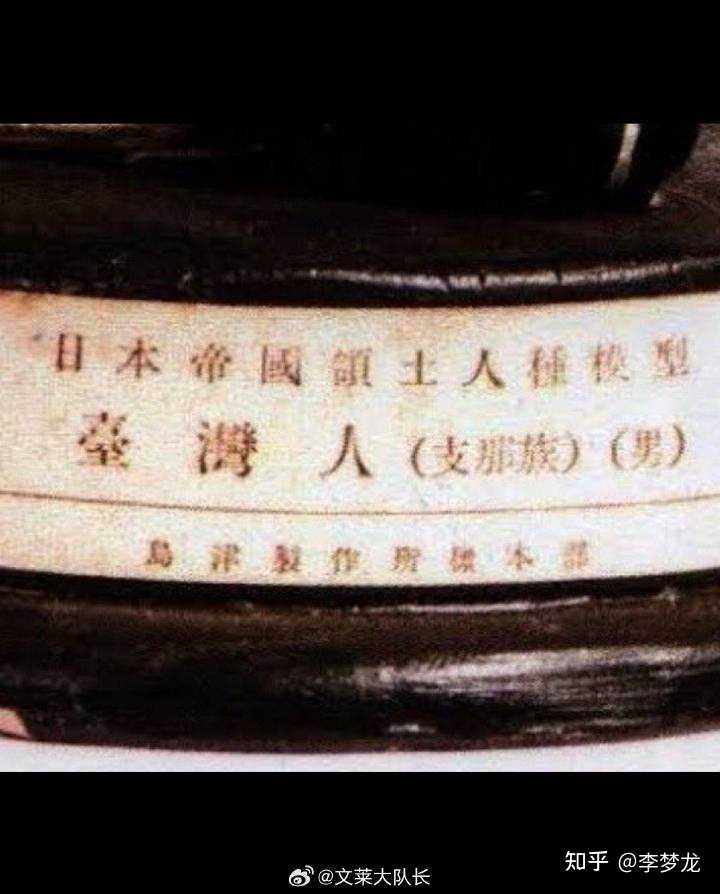 日本帝國領土人種模型
臺灣人(支那族)(男)
島津製作所標本部
知乎 @李梦龙
@文莱大队长